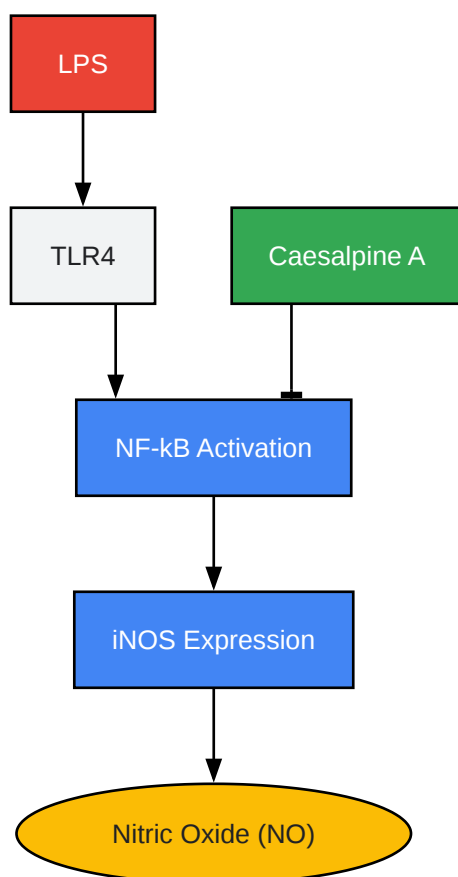 LPS
TLR4
Caesalpine A
NF-kB Activation
iNOS Expression
Nitric Oxide (NO)